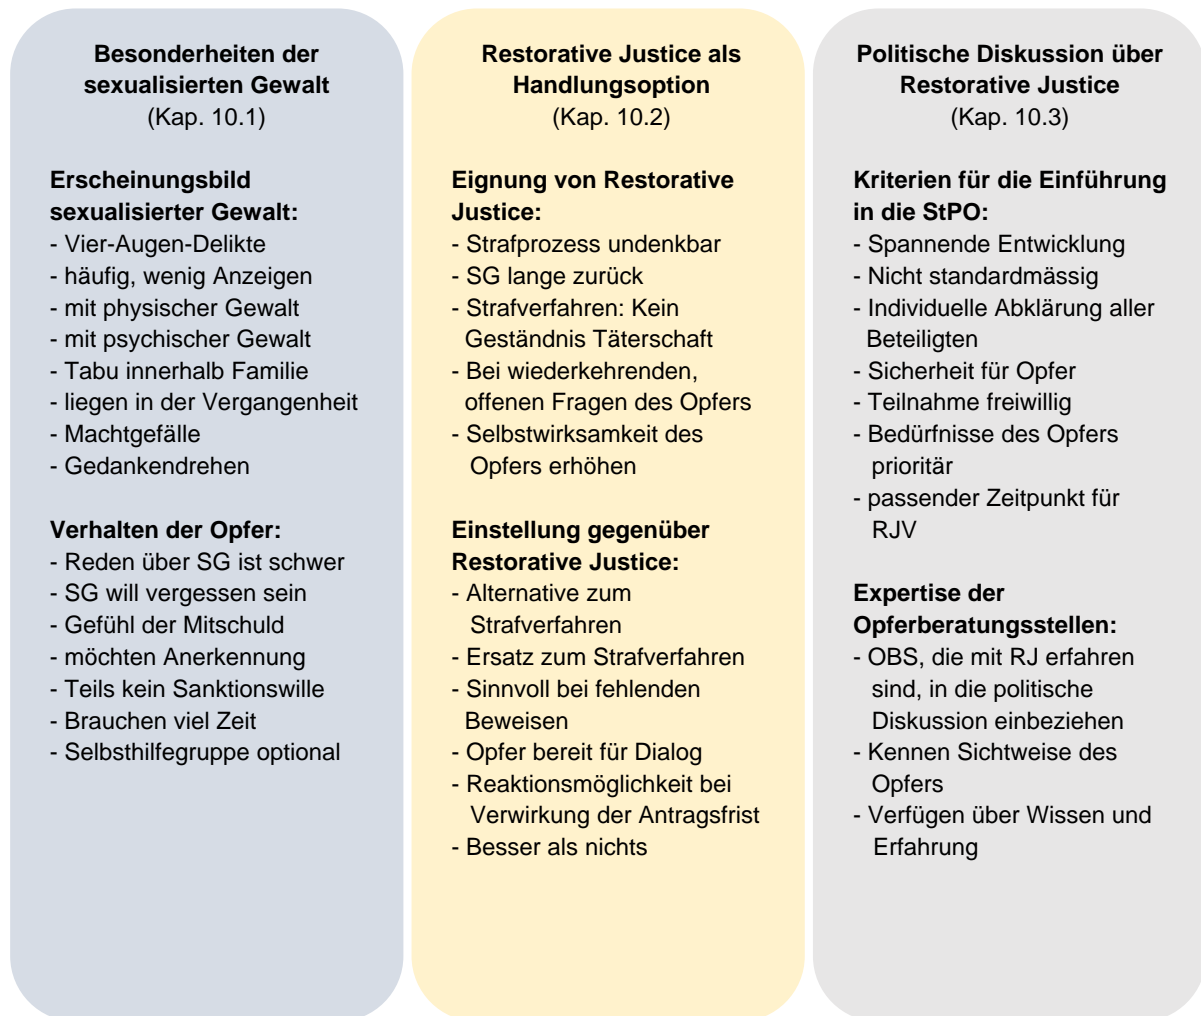 Besonderheiten der
sexualisierten Gewalt
(Kap. 10.1)
Erscheinungsbild
sexualisierter Gewalt:
- Vier-Augen-Delikte
- häufig, wenig Anzeigen
- mit physischer Gewalt
- mit psychischer Gewalt
- Tabu innerhalb Familie
- liegen in der Vergangenheit
- Machtgefälle
- Gedankendrehen
Verhalten der Opfer:
- Reden über SG ist schwer
- SG will vergessen sein
- Gefühl der Mitschuld
- möchten Anerkennung
- Teils kein Sanktionswille
- Brauchen viel Zeit
- Selbsthilfegruppe optional
Restorative Justice als
Handlungsoption
(Kap. 10.2)
Eignung von Restorative
Justice:
- Strafprozess undenkbar
- SG lange zurück
- Strafverfahren: Kein
Geständnis Täterschaft
- Bei wiederkehrenden,
offenen Fragen des Opfers
- Selbstwirksamkeit des
Opfers erhöhen
Einstellung gegenüber
Restorative Justice:
- Alternative zum
Strafverfahren
- Ersatz zum Strafverfahren
- Sinnvoll bei fehlenden
Beweisen
- Opfer bereit für Dialog
- Reaktionsmöglichkeit bei
Verwirkung der Antragsfrist
- Besser als nichts
Politische Diskussion über
Restorative Justice
(Kap. 10.3)
Kriterien für die Einführung
in die StPO:
- Spannende Entwicklung
- Nicht standardmässig
- Individuelle Abklärung aller
Beteiligten
- Sicherheit für Opfer
- Teilnahme freiwillig
- Bedürfnisse des Opfers
prioritär
- passender Zeitpunkt für
RJV
Expertise der
Opferberatungsstellen:
- OBS, die mit RJ erfahren
sind, in die politische
Diskussion einbeziehen
- Kennen Sichtweise des
Opfers
- Verfügen über Wissen und
Erfahrung